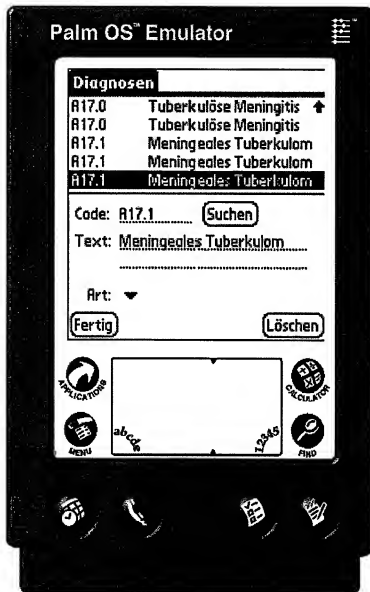 Palm OS™ Emulator
Diagnosen
A17.0 Tuberkulöse Meningitis
A17.0 Tuberkulöse Meningitis
A17.1 Meningeales Tuberkulom
A17.1 Meningeales Tuberkulom
A17.1 Meningeales Tuberkulom
Code: A17.1 Suchen
Text: Meningeales Tuberkulom
Art:
Fertig Löschen
APPLICATIONS CALCULATOR
abcde 12345
MENU FIND